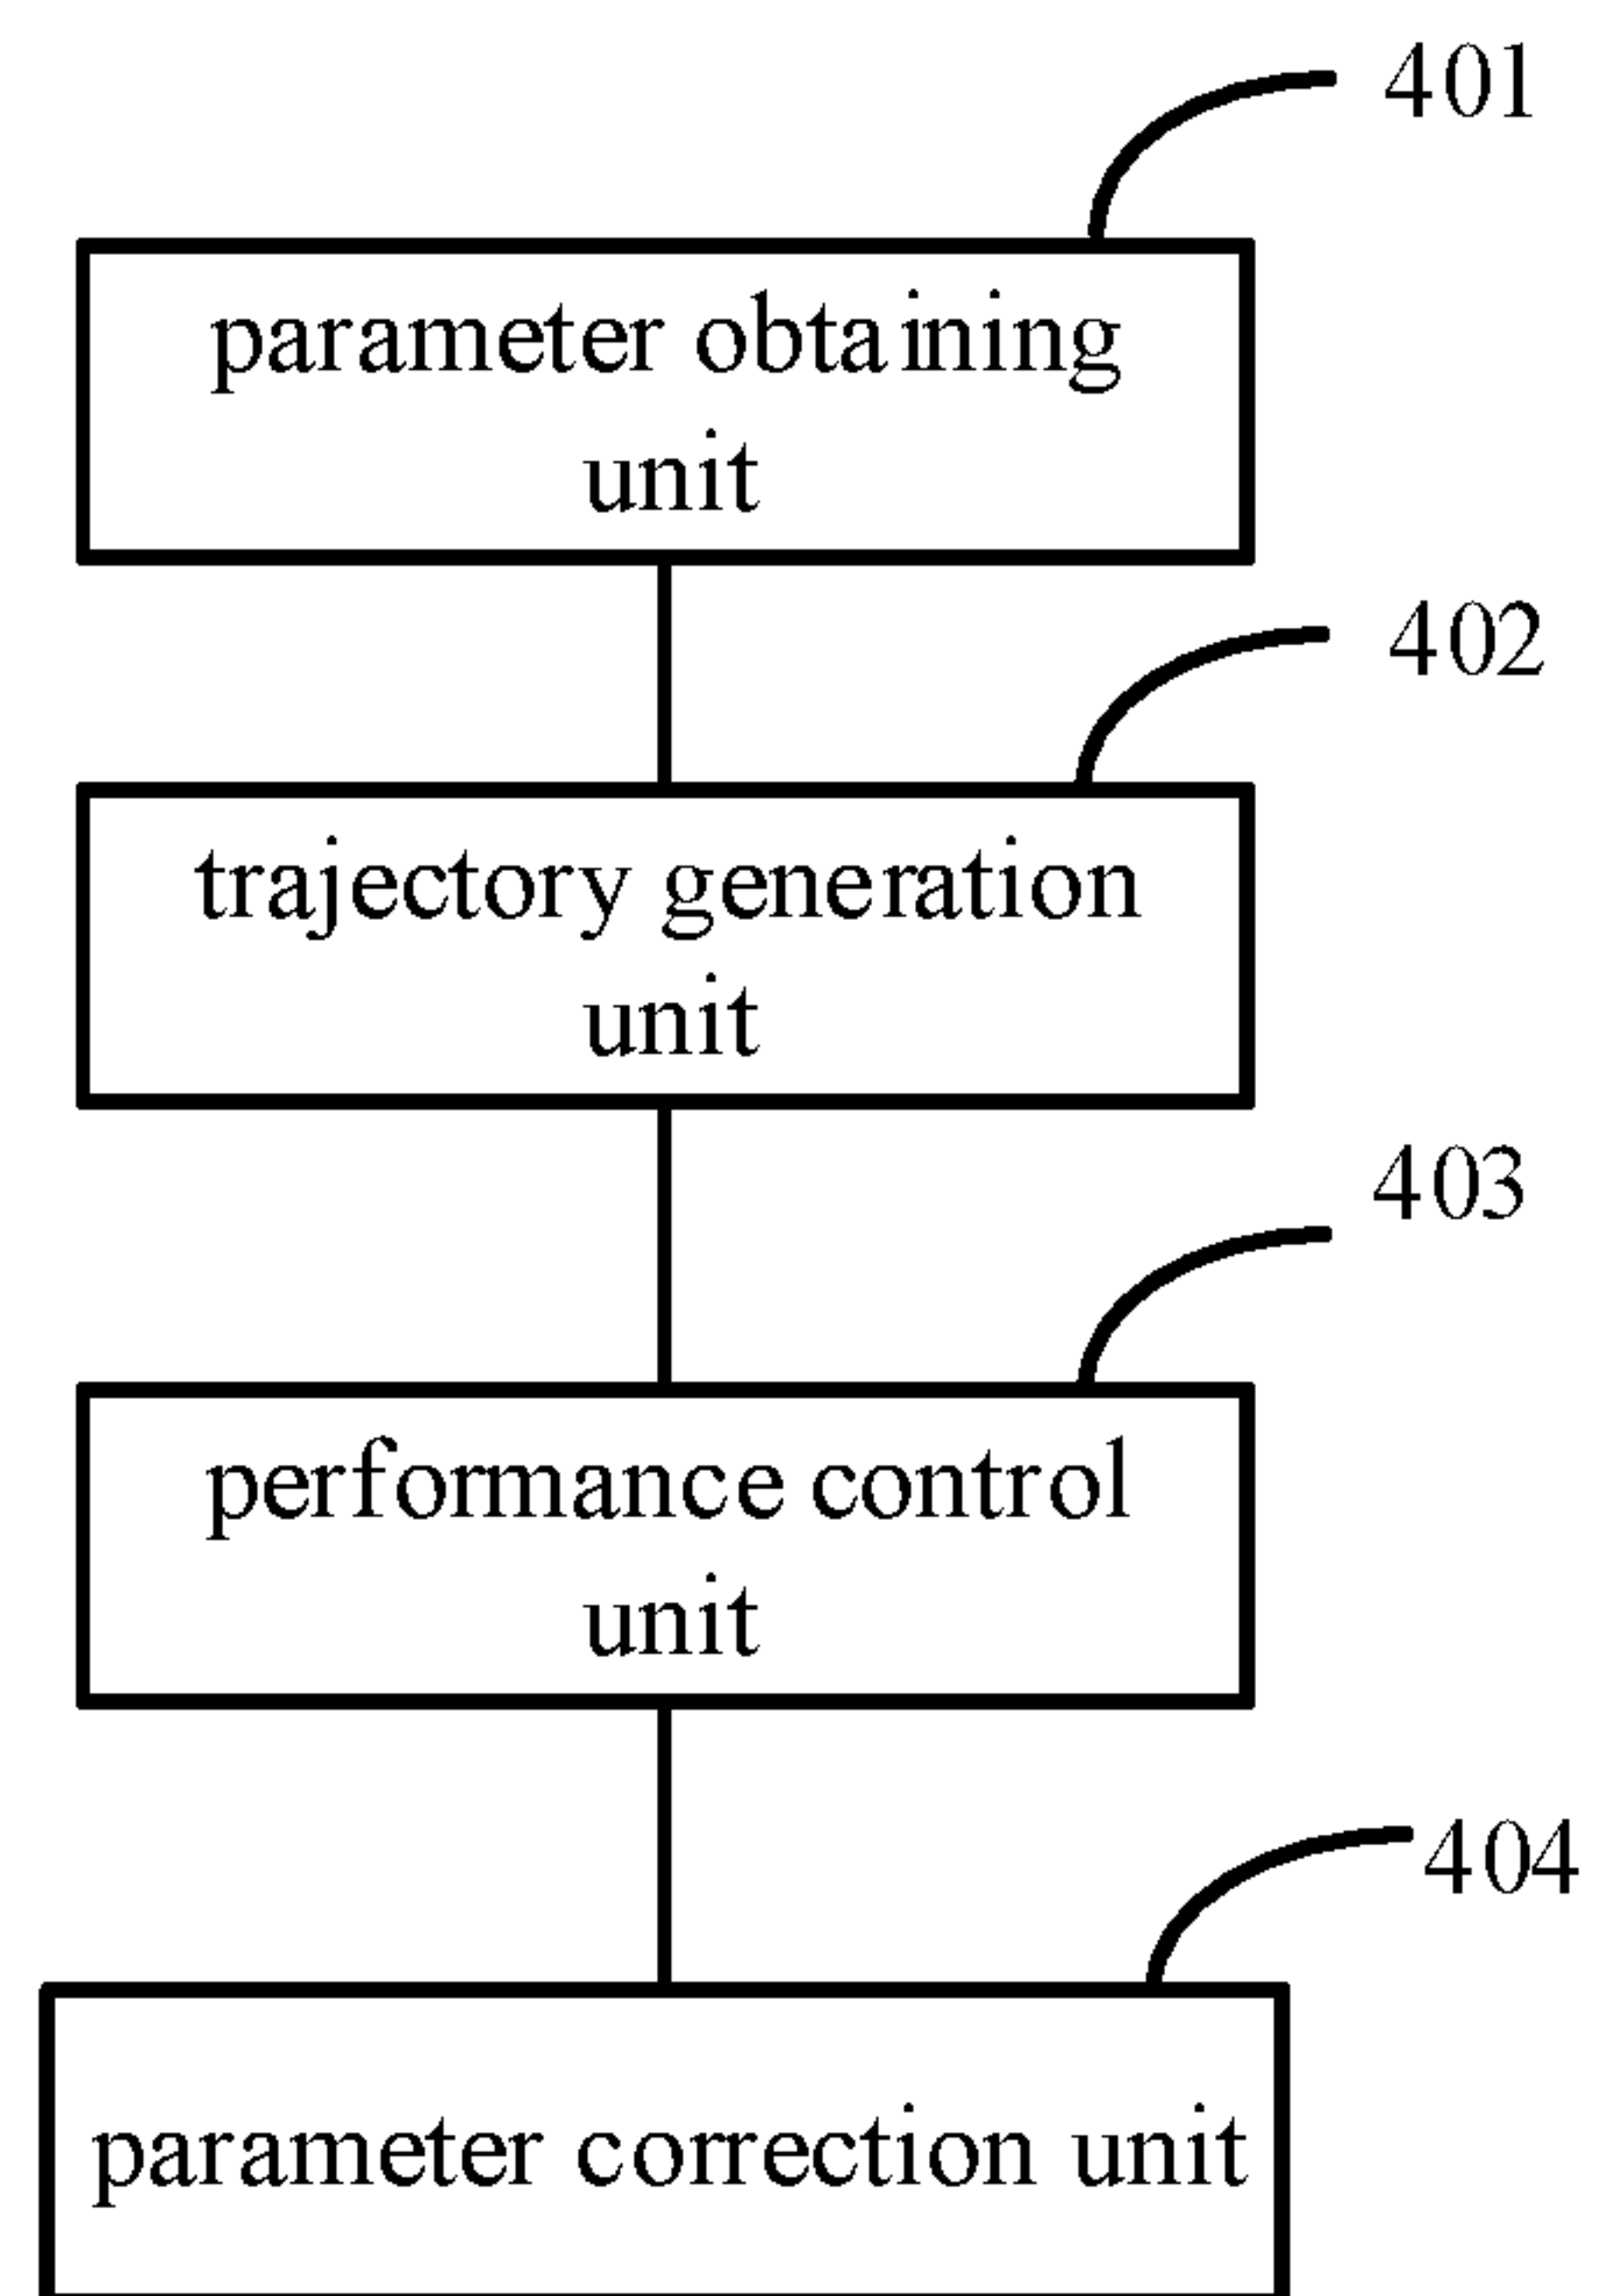 401
parameter obtaining
unit
402
trajectory generation
unit
403
performance control
unit
404
parameter correction unit